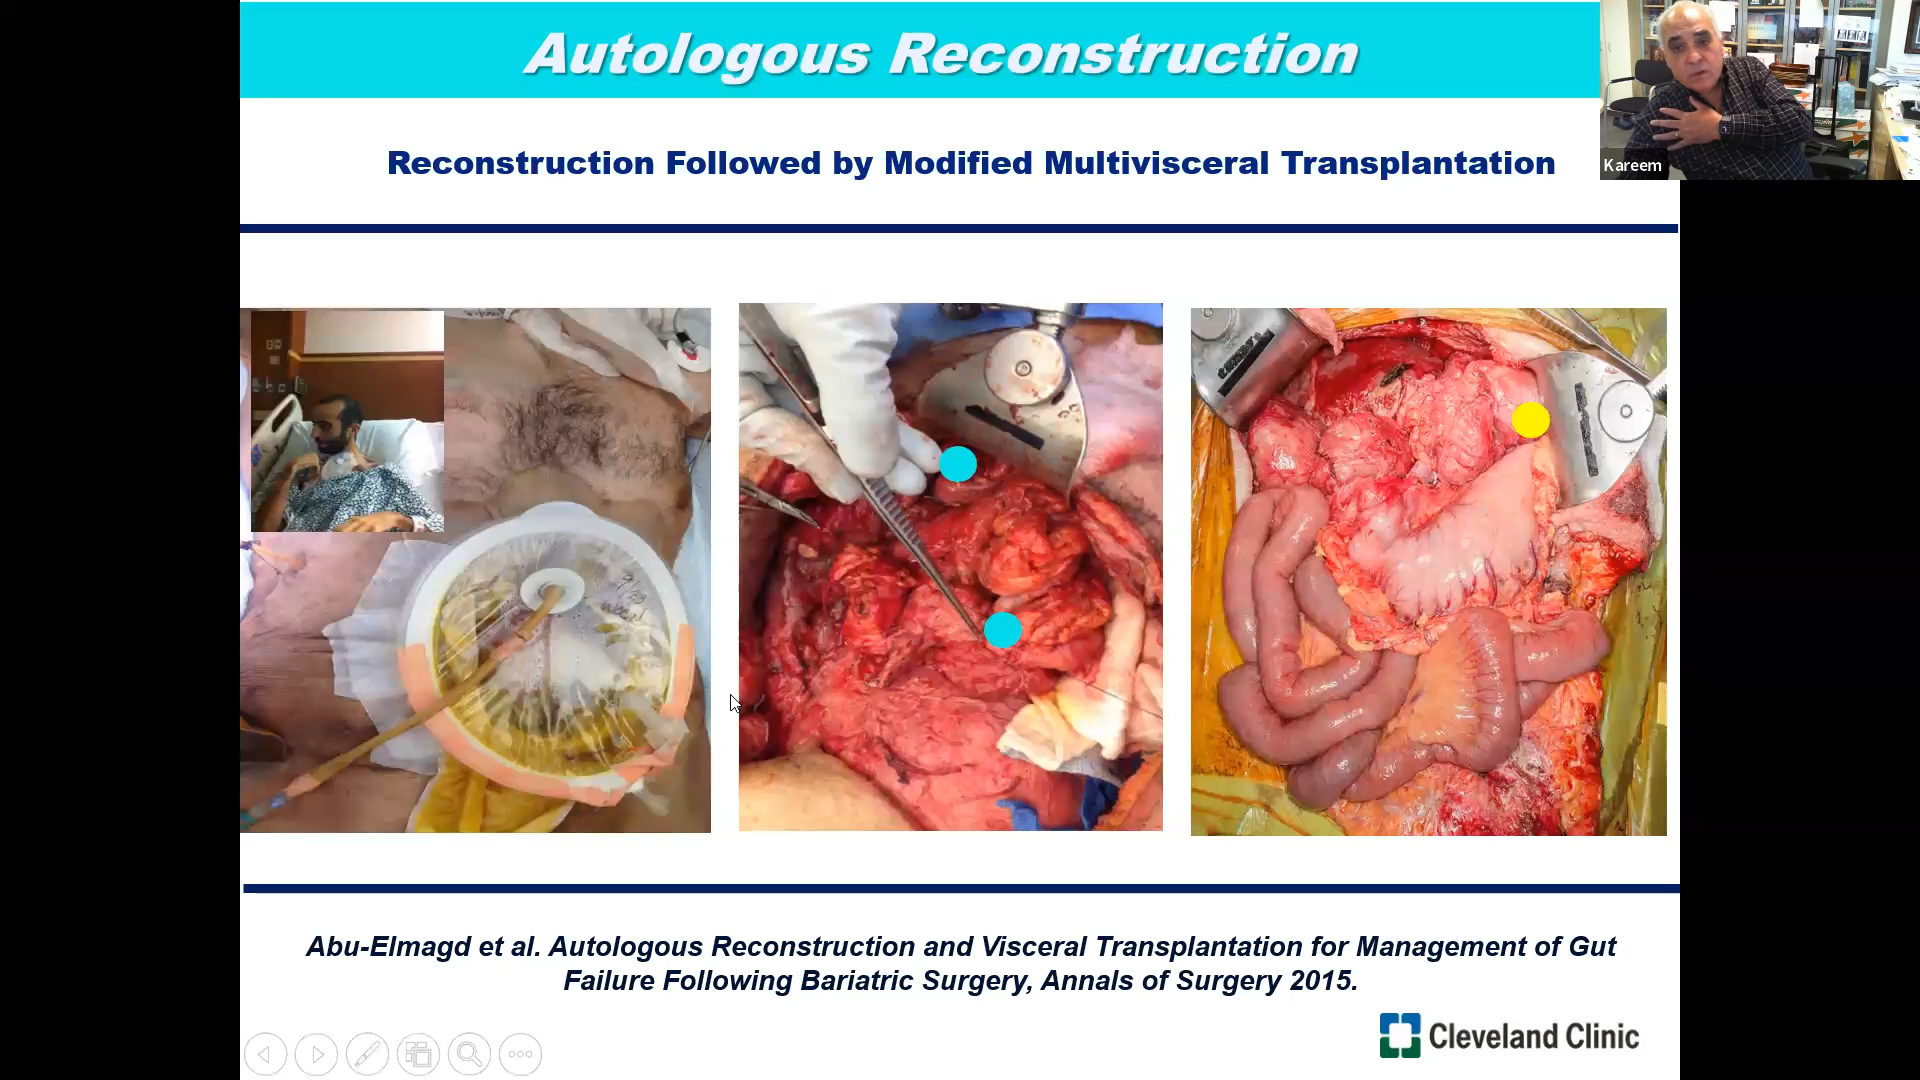 Autologous Reconstruction
Kareem
Reconstruction Followed by Modified Multivisceral Transplantation
Abu-Elmagd et al. Autologous Reconstruction and Visceral Transplantation for Management of Gut
Failure Following Bariatric Surgery, Annals of Surgery 2015.
Cleveland Clinic